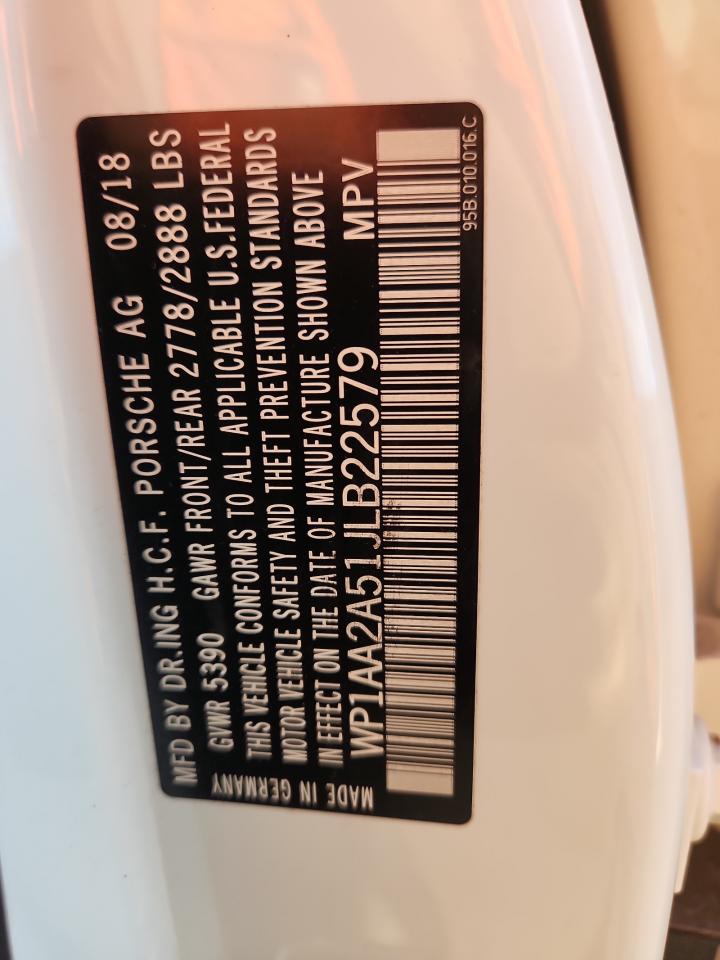 MFD BY DR.ING H.C.F. PORSCHE AG 08/18
GVWR 5390 GAWR FRONT/REAR 2778/2888 LBS
THIS VEHICLE CONFORMS TO ALL APPLICABLE U.S.FEDERAL
MOTOR VEHICLE SAFETY AND THEFT PREVENTION STANDARDS
IN EFFECT ON THE DATE OF MANUFACTURE SHOWN ABOVE
WP1AA2A51JLB22579 MPV
MADE IN GERMANY
95B.010.016.C